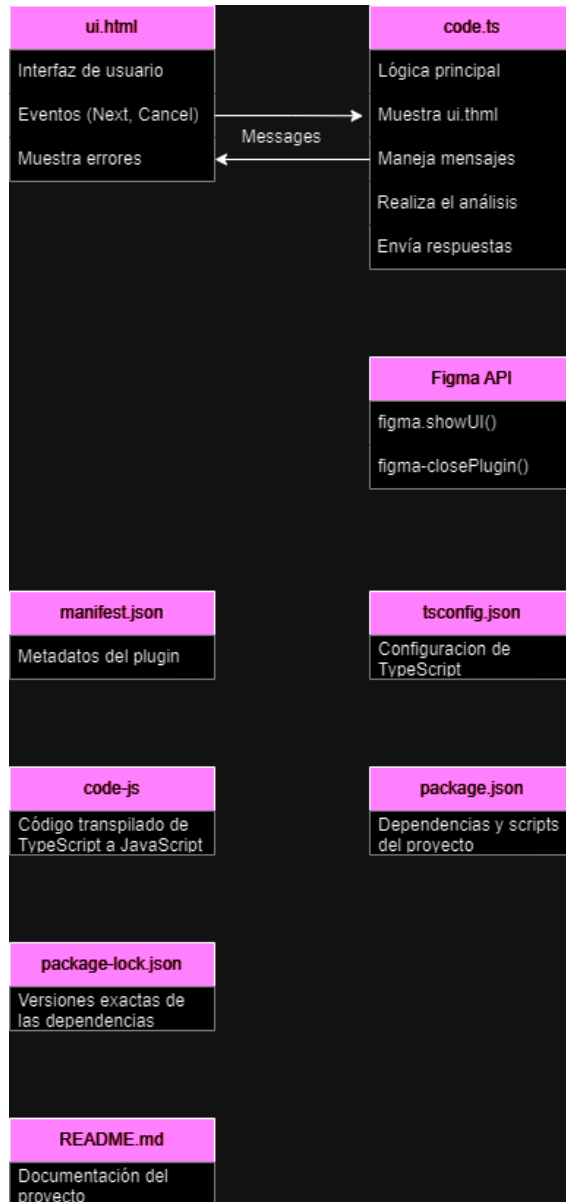 ui.html
Interfaz de usuario
Eventos (Next, Cancel)
Muestra errores
Messages
code.ts
Lógica principal
Muestra ui.thml
Maneja mensajes
Realiza el análisis
Envía respuestas
Figma API
figma.showUI()
figma-closePlugin()
manifest.json
Metadatos del plugin
tsconfig.json
Configuracion de
TypeScript
code-js
Código transpilado de
TypeScript a JavaScript
package.json
Dependencias y scripts
del proyecto
package-lock.json
Versiones exactas de
las dependencias
README.md
Documentación del
proyecto